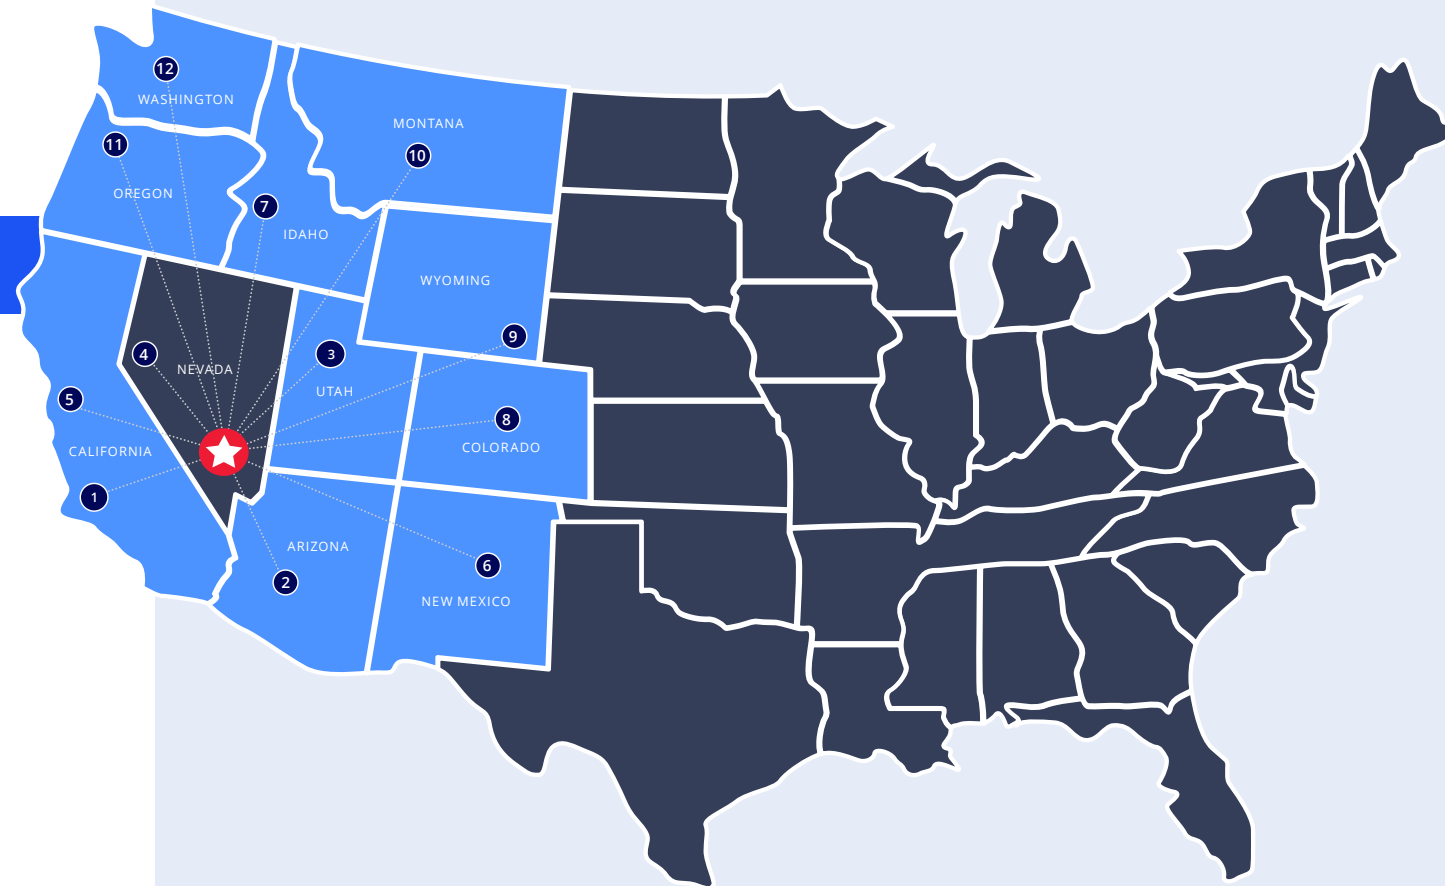 12
WASHINGTON
MONTANA
11
10
OREGON
7
IDAHO
WYOMING
9
4
3
NEVADA
UTAH
5
8
CALIFORNIA
COLORADO
1
ARIZONA
6
2
NEW MEXICO